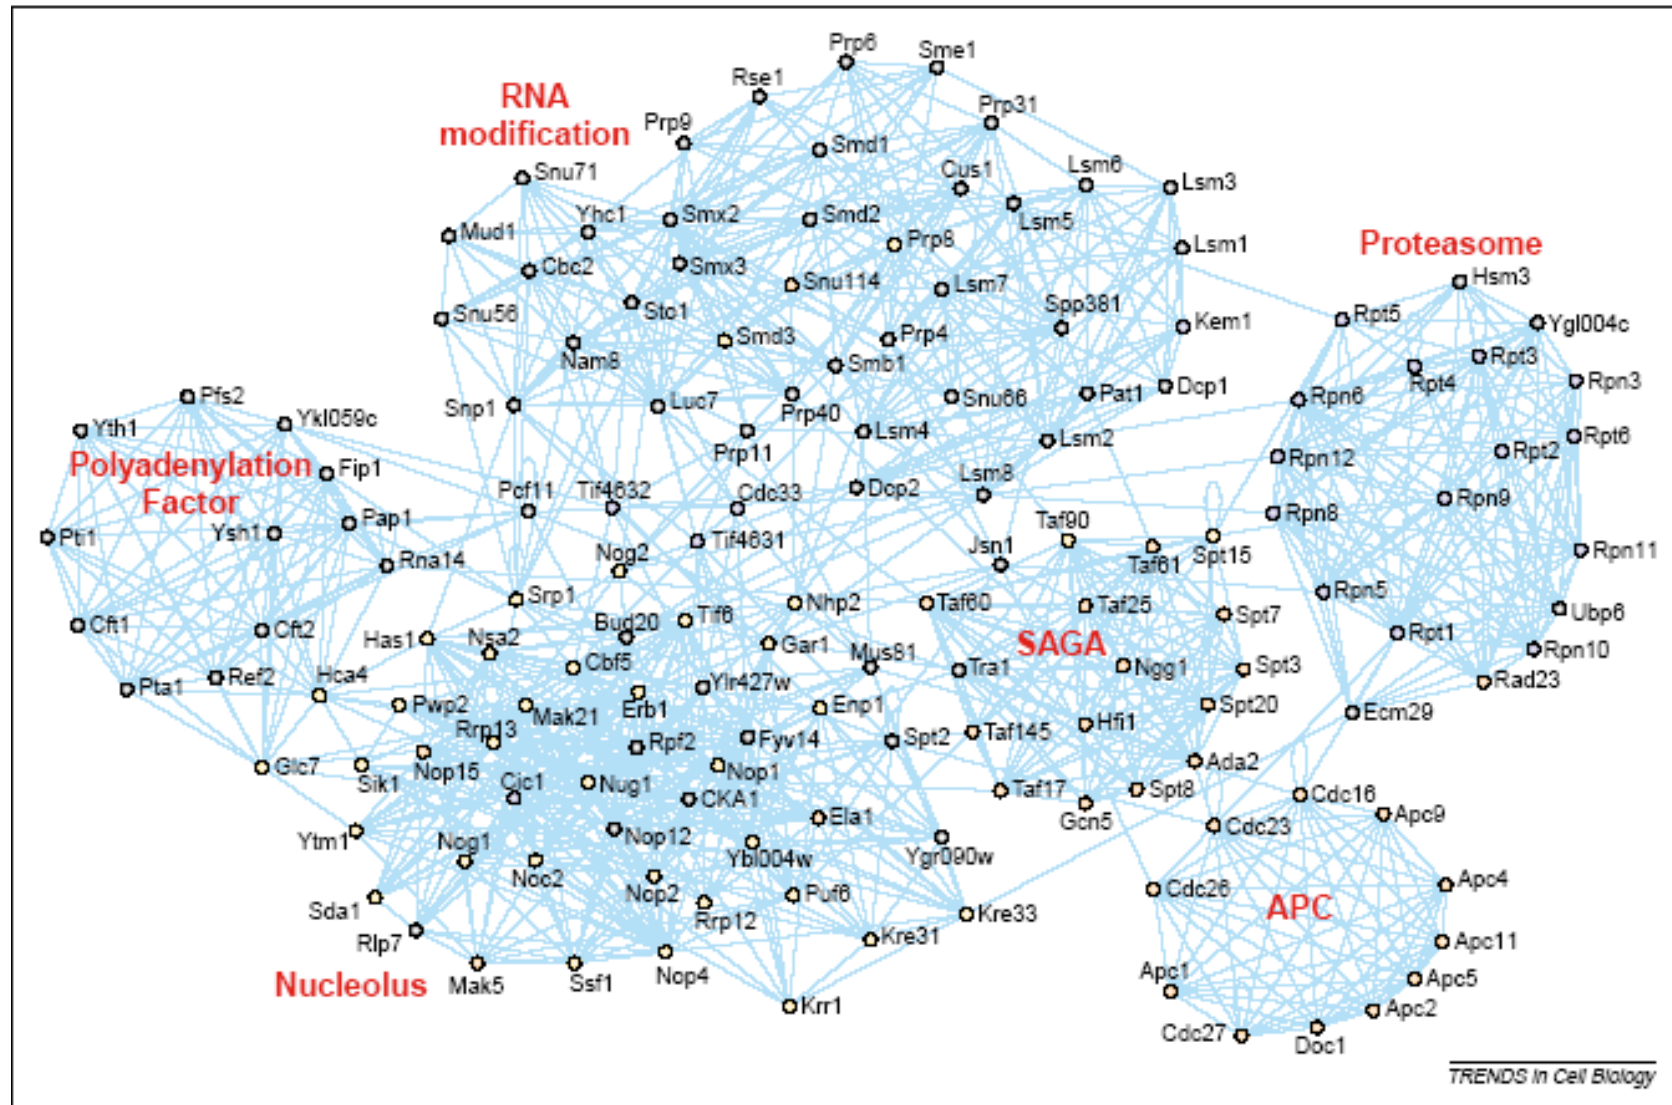 Prp6
Sme1
Rse1
RNA
modification
Prp31
Prp9
Smd1
Snu71
Cus1
Lsm6
Lsm3
Mud1
Yhc1
Smx2
Smd2
Lsm5
Prp8
Lsm1
Proteasome
Cbc2
Smx3
Snu114
Lsm7
Hsm3
Snu56
Sto1
Spp381
Kem1
Rpt5
Ygl004c
Nam8
Smd3
Prp4
Smb1
Rpt4
Rpt3
Rpn3
Pfs2
Snp1
Luc7
Prp40
Snu66
Pat1
Dcp1
Rpn6
Yth1
Ykl059c
Prp11
Lsm4
Lsm2
Rpt6
Polyadenylation
Factor
Fip1
Rpn12
Rpt2
Pcf11
Tif4632
Cdc33
Dcp2
Lsm8
Rpn9
Pti1
Ysh1
Pap1
Tif4631
Taf90
Rpn8
Rna14
Nog2
Jsn1
Taf61
Spt15
Rpn11
Srp1
Nhp2
Taf60
Taf25
Spt7
Rpn5
Ubp6
Cft1
Cft2
Has1
Nsa2
Bud20
Tif6
Gar1
SAGA
Rpt1
Rpn10
Pta1
Ref2
Hca4
Cbf5
Ylr427w
Mus81
Tra1
Ngg1
Spt3
Rad23
Pwp2
Mak21
Erb1
Enp1
Spt20
Ecm29
Rrp13
Rpf2
Fyv14
Spt2
Taf145
Hfi1
Glc7
Sik1
Nop15
Cic1
Nug1
Nop1
Ada2
CKA1
Taf17
Gcn5
Spt8
Cdc16
Apc9
Ytm1
Nog1
Nop12
Ela1
Ybl004w
Ygr090w
Cdc23
Noc2
Nop2
Rrp12
Puf6
Cdc26
APC
Apc4
Sda1
Rlp7
Kre31
Kre33
Apc11
Nucleolus
Mak5
Ssf1
Nop4
Krr1
Apc1
Apc5
Apc2
Cdc27
Doc1
TRENDS in Cell Biology